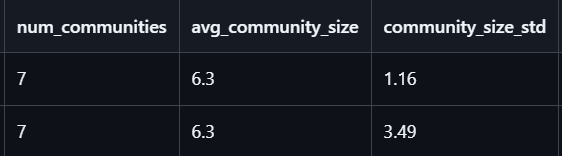 num_communities avg_community_size community_size_std
7 6.3 1.16
7 6.3 3.49